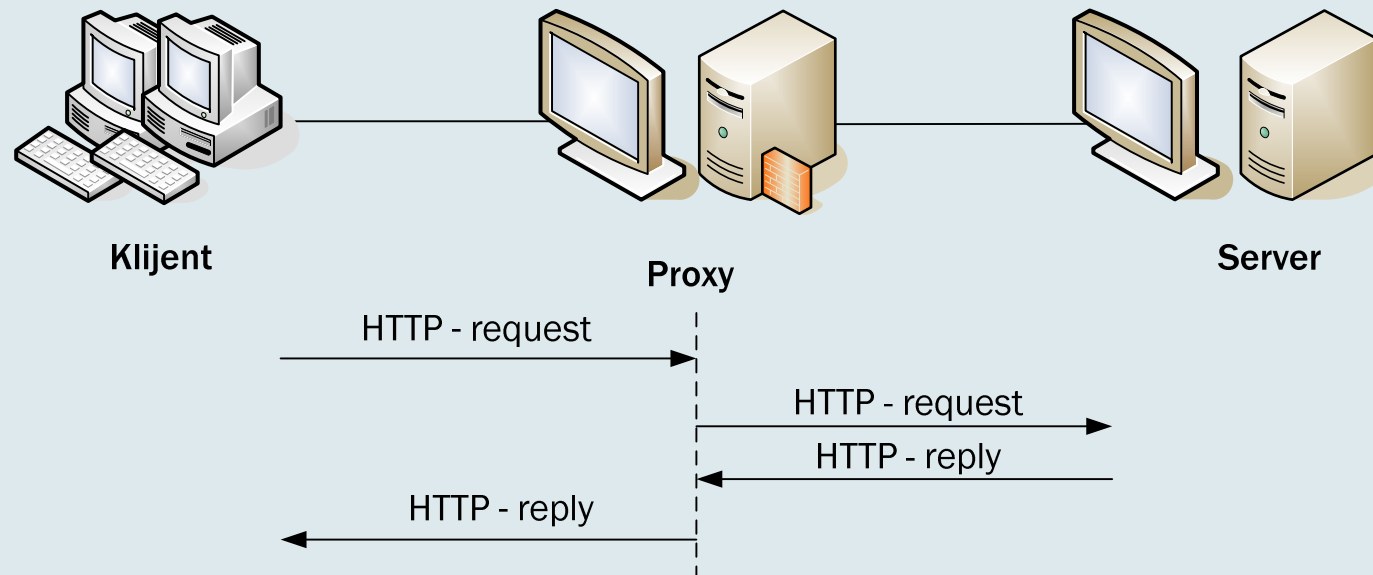 Klijent
Proxy
Server
HTTP - request
HTTP - request
HTTP - reply
HTTP - reply